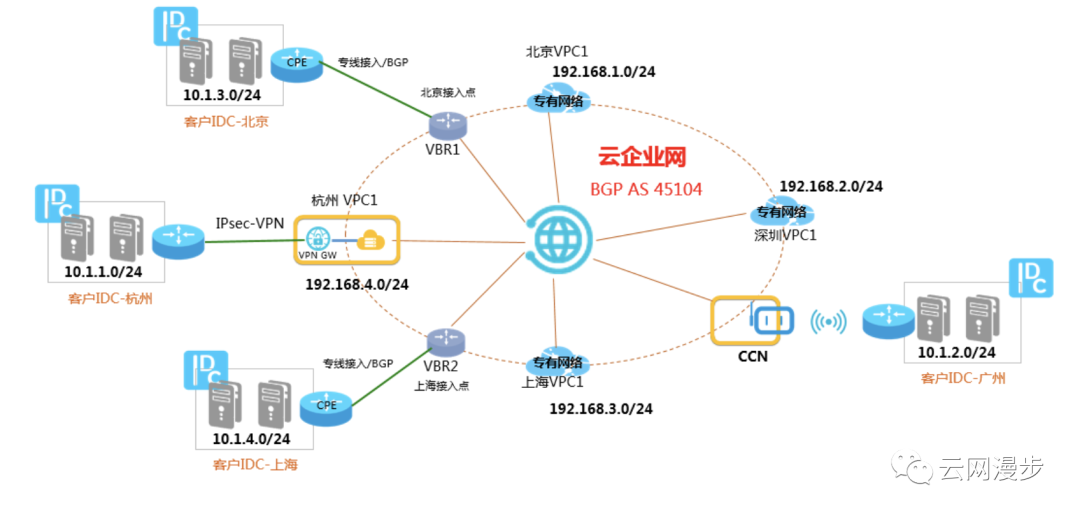 IDC
CPE
10.1.3.0/24
客户IDC-北京
专线接入/BGP
北京接入点
VBR1
北京VPC1
192.168.1.0/24
专有网络
云企业网
BGP AS 45104
192.168.2.0/24
专有网络
深圳VPC1
IDC
10.1.1.0/24
客户IDC-杭州
IPsec-VPN
杭州 VPC1
VPN GW
192.168.4.0/24
IDC
CPE
10.1.4.0/24
客户IDC-上海
专线接入/BGP
VBR2
上海接入点
专有网络
上海VPC1
192.168.3.0/24
CCN
IDC
10.1.2.0/24
客户IDC-广州
云网漫步